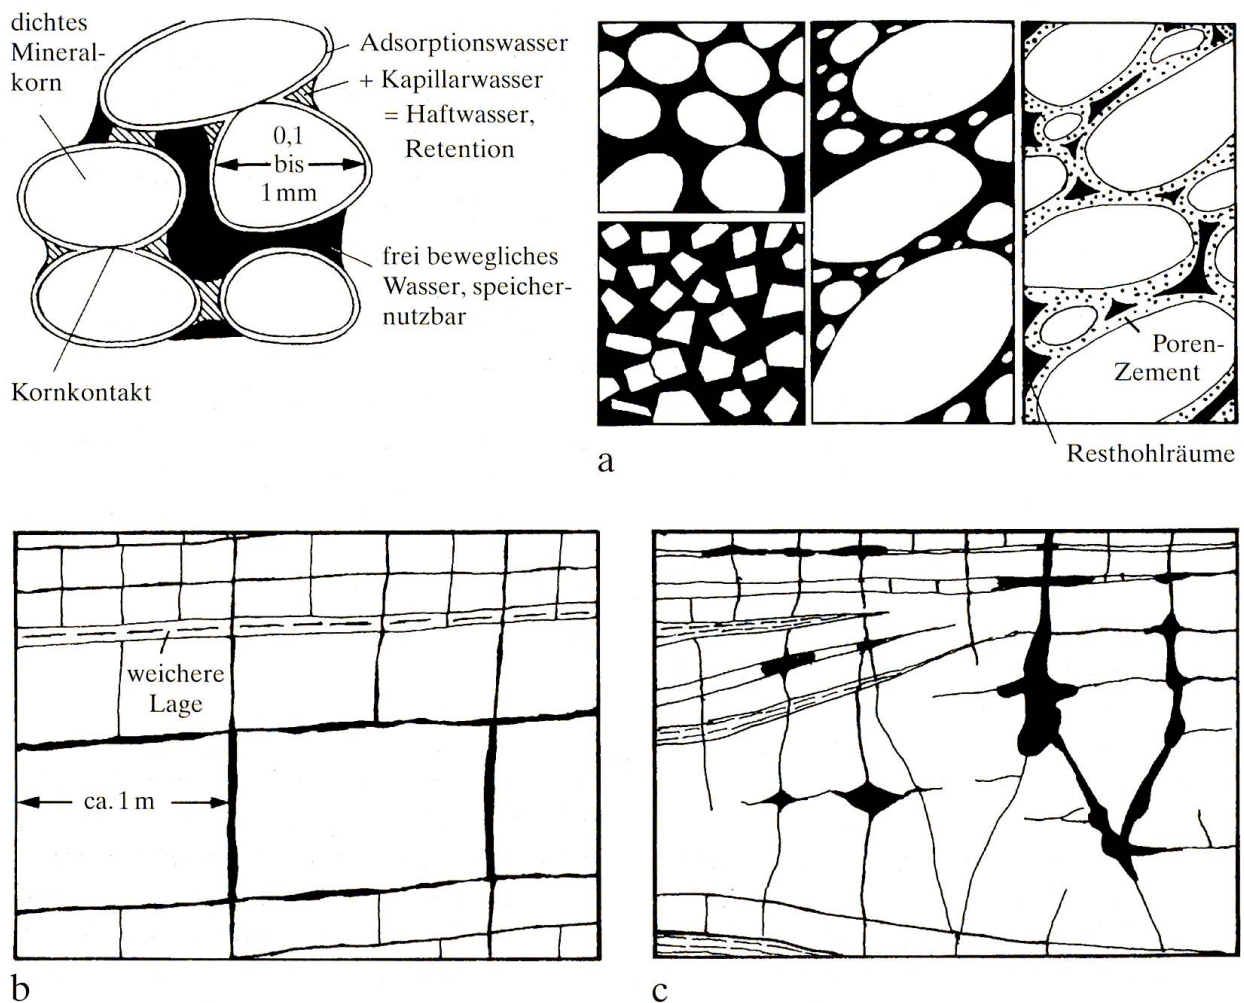 dichtes
Mineral-
korn
Adsorptionswasser
+ Kapillarwasser
= Haftwasser,
Retention
0,1
bis
1 mm
frei bewegliches
Wasser, speicher-
nutzbar
Kornkontakt
Poren-
Zement
Resthohlräume
a
weichere
Lage
ca. 1 m
b
c